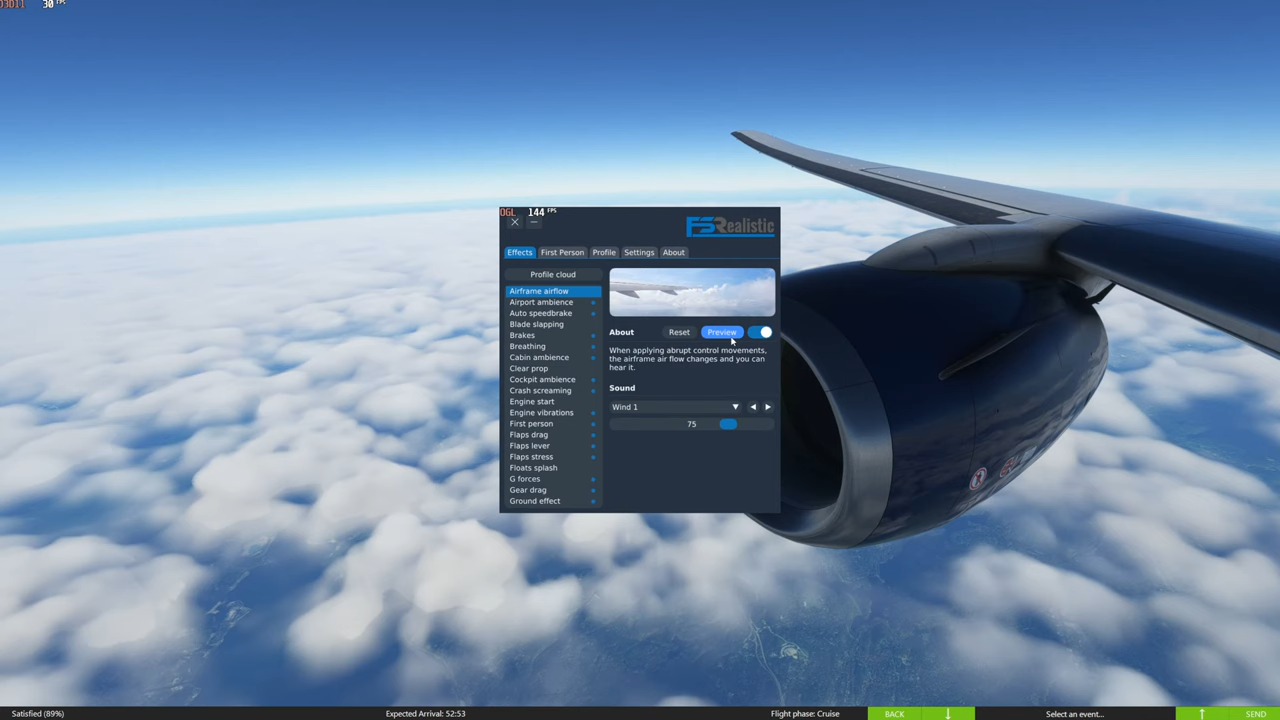 D3D11 30 FPS
OGL 144 FPS
FSRealistic
Effects First Person Profile Settings About
Profile cloud
Airframe airflow
Airport ambience
Auto speedbrake
Blade slapping
Brakes
Breathing
Cabin ambience
Clear prop
Cockpit ambience
Crash screaming
Engine start
Engine vibrations
First person
Flaps drag
Flaps lever
Flaps stress
Floats splash
G forces
Gear drag
Ground effect
About Reset Preview
When applying abrupt control movements,
the airframe air flow changes and you can
hear it.
Sound
Wind 1
75
Satisfied (89%) Expected Arrival: 52:53 Flight phase: Cruise BACK Select an event... SEND